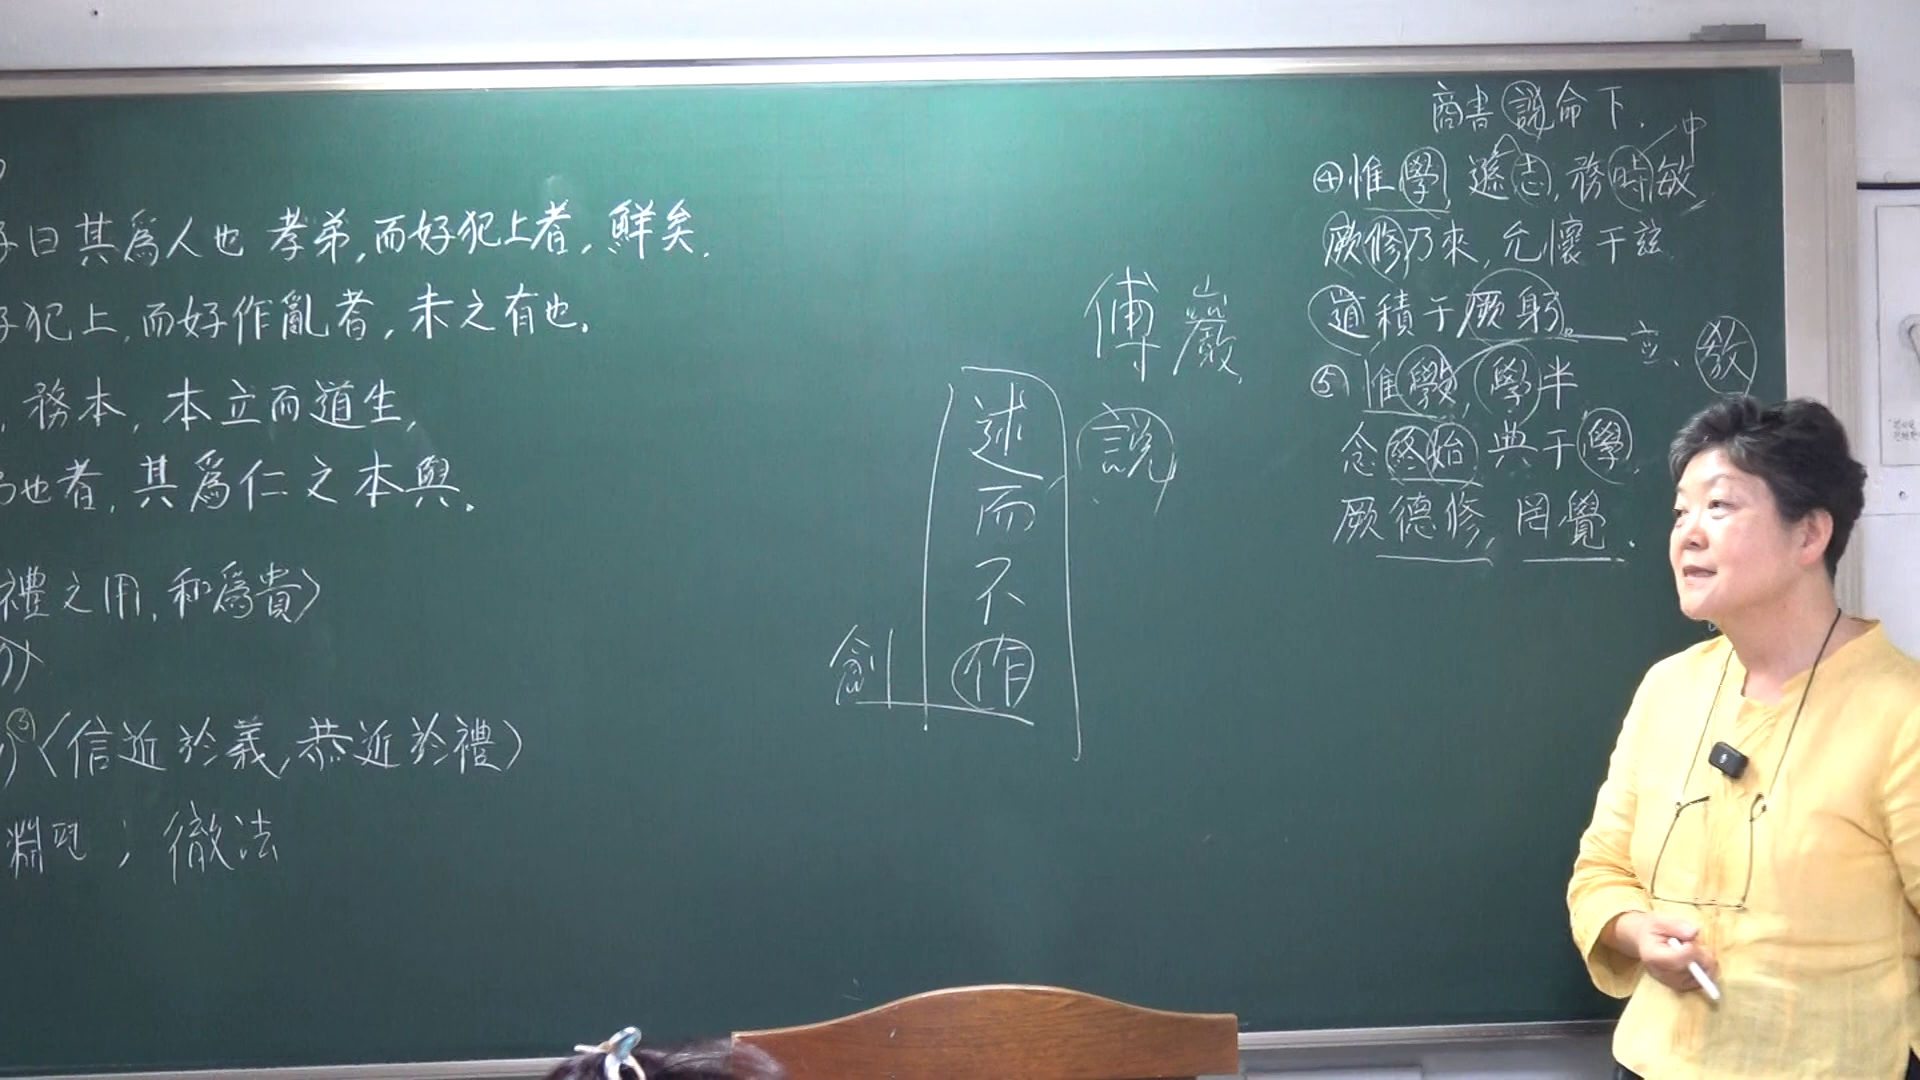 子曰其爲人也 孝弟,而好犯上者,鮮矣.
好犯上,而好作亂者,未之有也.
,務本,本立而道生,
也者,其爲仁之本與.
禮之用,和爲貴〉
③〈信近於義,恭近於禮〉
淵 ; 徹法
傅巖
說
述而不作
創
商書 說命下.
中
④惟學,遜志,務時敏
厥修乃來,允懷于玆
道積于厥躬.
立、敎
⑤惟斅,學半
念終始典于學.
厥德修,罔覺.